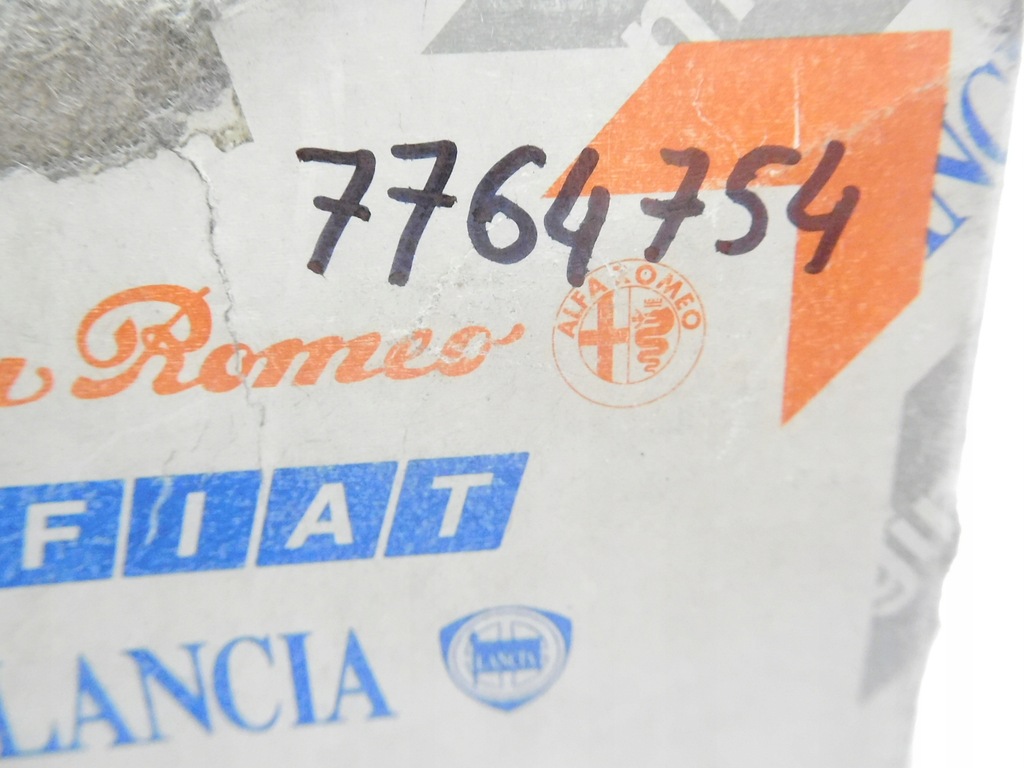 7764754
ALFA ROMEO
Romeo
FIAT
LANCIA
LANCIA